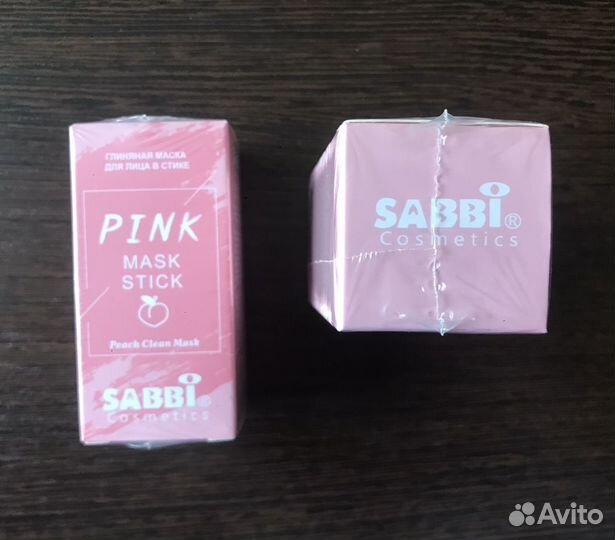 ГЛИНЯНАЯ МАСКА
ДЛЯ ЛИЦА В СТИКЕ
PINK
MASK
STICK
Peach Clean Mask
SABBI®
Cosmetics
SABBI®
Cosmetics
Avito